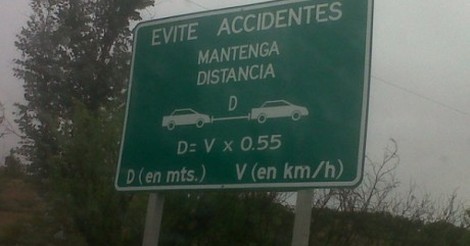 EVITE ACCIDENTES
MANTENGA
DISTANCIA
D
D= V x 0.55
D (en mts.) V (en km/h)